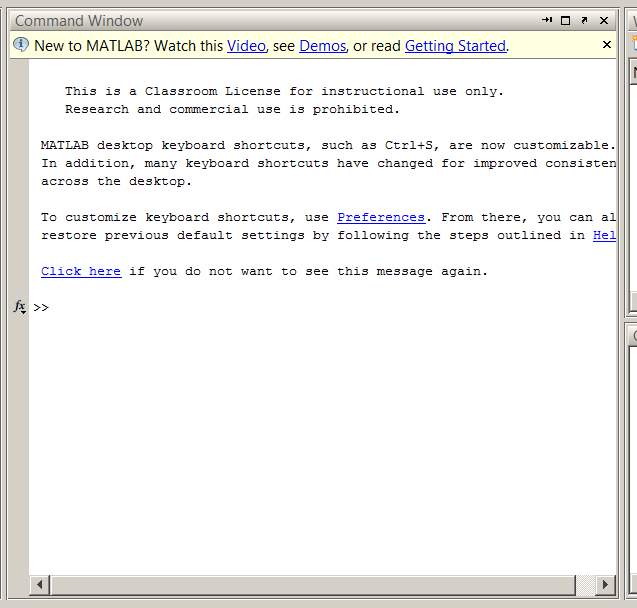 Command Window
New to MATLAB? Watch this Video, see Demos, or read Getting Started.
This is a Classroom License for instructional use only.
Research and commercial use is prohibited.
MATLAB desktop keyboard shortcuts, such as Ctrl+S, are now customizable.
In addition, many keyboard shortcuts have changed for improved consisten
across the desktop.
To customize keyboard shortcuts, use Preferences. From there, you can al
restore previous default settings by following the steps outlined in Hel
Click here if you do not want to see this message again.
fx >>